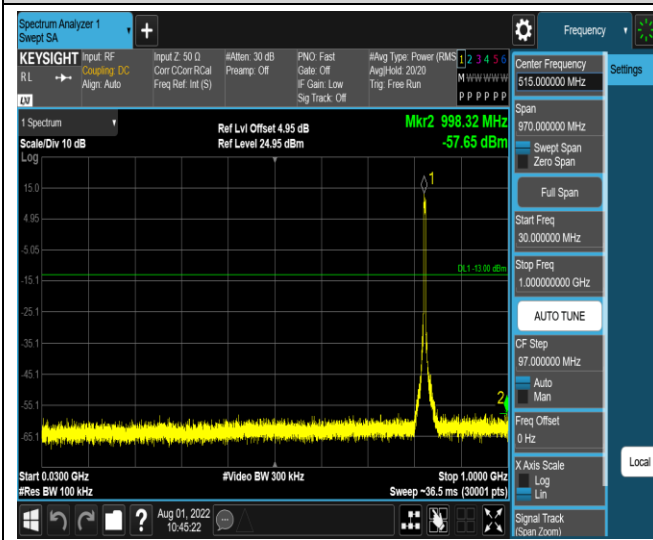 Spectrum Analyzer 1
Swept SA
+
Frequency
KEYSIGHT
RL
LXI
Input: RF
Coupling: DC
Align: Auto
Input Z: 50 Ω
Corr CCorr RCal
Freq Ref: Int (S)
#Atten: 30 dB
Preamp: Off
PNO: Fast
Gate: Off
IF Gain: Low
Sig Track: Off
#Avg Type: Power (RMS
Avg|Hold: 20/20
Trig: Free Run
1 2 3 4 5 6
M W W W W W
P P P P P P
Center Frequency
515.000000 MHz
Settings
Span
970.000000 MHz
Swept Span
Zero Span
Full Span
Start Freq
30.000000 MHz
Stop Freq
1.000000000 GHz
AUTO TUNE
CF Step
97.000000 MHz
Auto
Man
Freq Offset
0 Hz
X Axis Scale
Log
Lin
Signal Track
(Span Zoom)
Local
1 Spectrum
Scale/Div 10 dB
Log
Ref Lvl Offset 4.95 dB
Ref Level 24.95 dBm
Mkr2 998.32 MHz
-57.65 dBm
15.0
4.95
-5.05
-15.1
-25.1
-35.1
-45.1
-55.1
-65.1
1
DL1 -13.00 dBm
2
Start 0.0300 GHz
#Res BW 100 kHz
#Video BW 300 kHz
Stop 1.0000 GHz
Sweep ~36.5 ms (30001 pts)
?
Aug 01, 2022
10:45:22